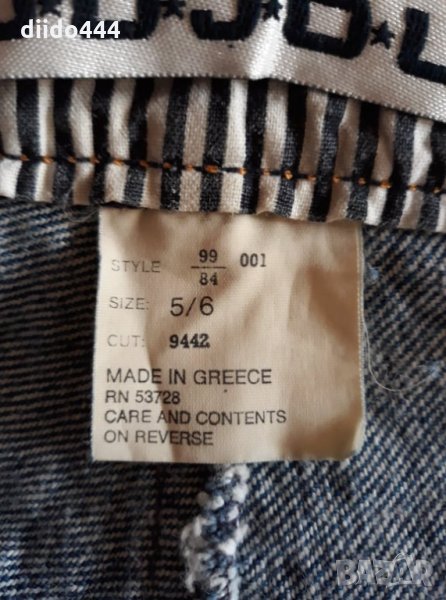 diido444
STYLE 99/84 001
SIZE: 5/6
CUT: 9442
MADE IN GREECE
RN 53728
CARE AND CONTENTS
ON REVERSE
BAZAR